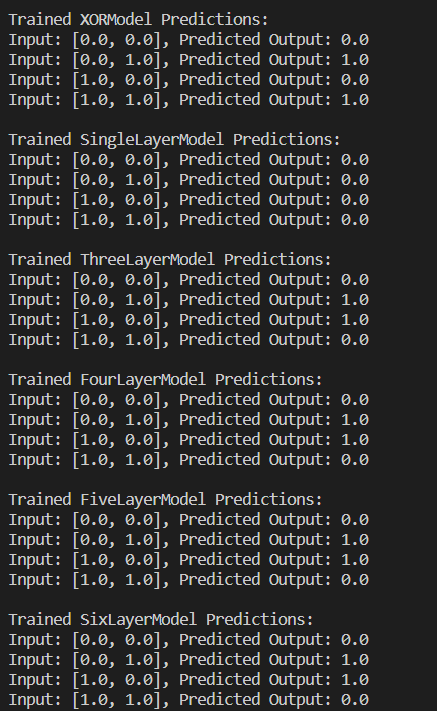 Trained XORModel Predictions:
Input: [0.0, 0.0], Predicted Output: 0.0
Input: [0.0, 1.0], Predicted Output: 1.0
Input: [1.0, 0.0], Predicted Output: 0.0
Input: [1.0, 1.0], Predicted Output: 1.0

Trained SingleLayerModel Predictions:
Input: [0.0, 0.0], Predicted Output: 0.0
Input: [0.0, 1.0], Predicted Output: 0.0
Input: [1.0, 0.0], Predicted Output: 0.0
Input: [1.0, 1.0], Predicted Output: 0.0

Trained ThreeLayerModel Predictions:
Input: [0.0, 0.0], Predicted Output: 0.0
Input: [0.0, 1.0], Predicted Output: 1.0
Input: [1.0, 0.0], Predicted Output: 1.0
Input: [1.0, 1.0], Predicted Output: 0.0

Trained FourLayerModel Predictions:
Input: [0.0, 0.0], Predicted Output: 0.0
Input: [0.0, 1.0], Predicted Output: 1.0
Input: [1.0, 0.0], Predicted Output: 1.0
Input: [1.0, 1.0], Predicted Output: 0.0

Trained FiveLayerModel Predictions:
Input: [0.0, 0.0], Predicted Output: 0.0
Input: [0.0, 1.0], Predicted Output: 1.0
Input: [1.0, 0.0], Predicted Output: 1.0
Input: [1.0, 1.0], Predicted Output: 0.0

Trained SixLayerModel Predictions:
Input: [0.0, 0.0], Predicted Output: 0.0
Input: [0.0, 1.0], Predicted Output: 1.0
Input: [1.0, 0.0], Predicted Output: 1.0
Input: [1.0, 1.0], Predicted Output: 0.0